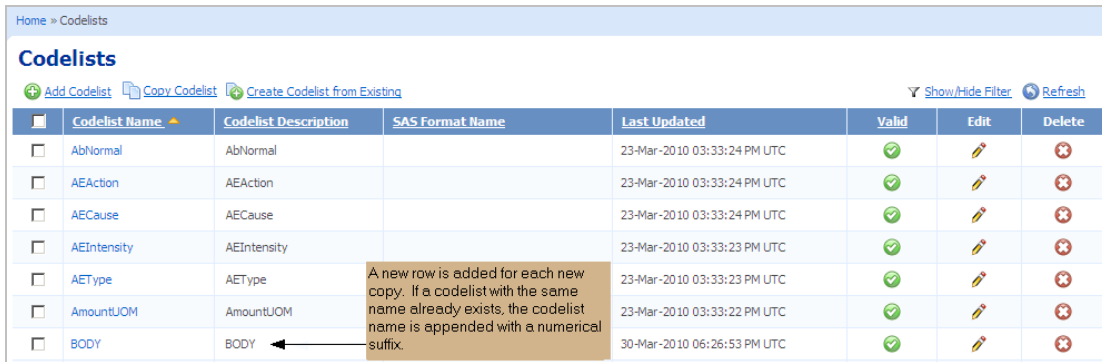 Home » Codelists
Codelists
Add Codelist Copy Codelist Create Codelist from Existing Show/Hide Filter Refresh
Codelist Name Codelist Description SAS Format Name Last Updated Valid Edit Delete
AbNormal AbNormal 23-Mar-2010 03:33:24 PM UTC
AEAction AEAction 23-Mar-2010 03:33:24 PM UTC
AECause AECause 23-Mar-2010 03:33:24 PM UTC
AEIntensity AEIntensity 23-Mar-2010 03:33:23 PM UTC
AEType AEType 23-Mar-2010 03:33:23 PM UTC
AmountUOM AmountUOM 23-Mar-2010 03:33:22 PM UTC
BODY BODY 30-Mar-2010 06:26:53 PM UTC
A new row is added for each new
copy. If a codelist with the same
name already exists, the codelist
name is appended with a numerical
suffix.